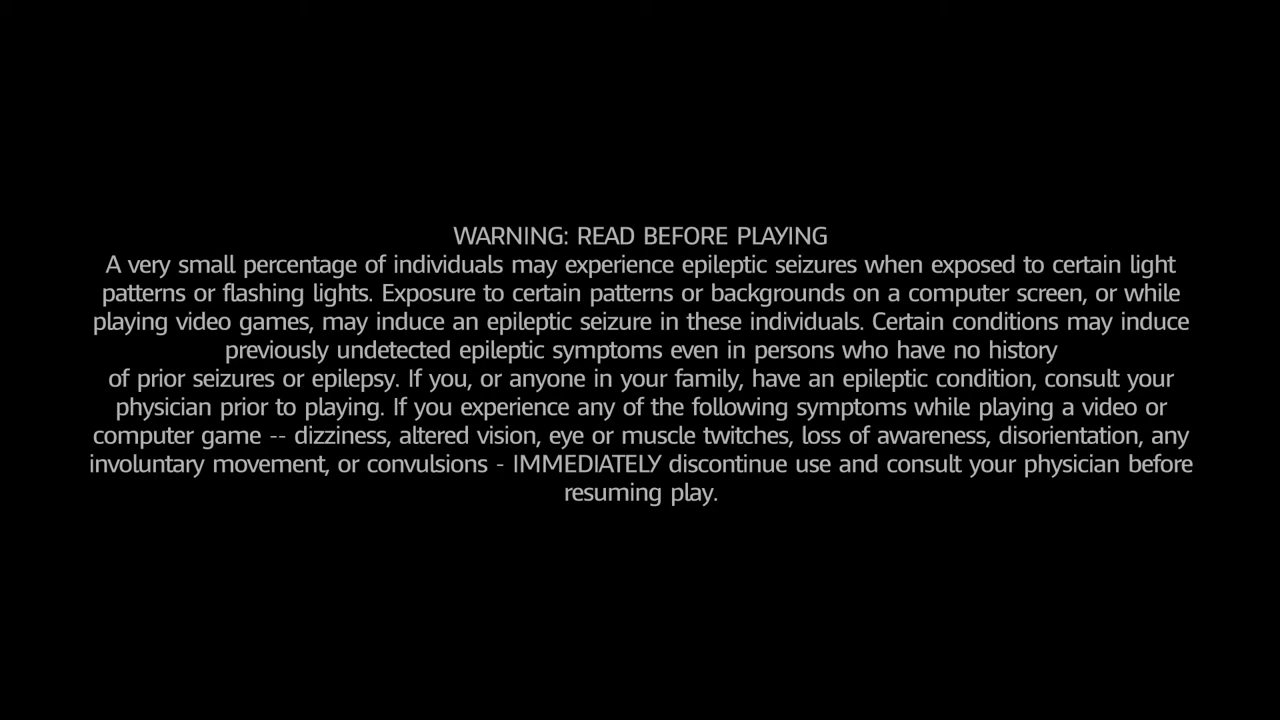 WARNING: READ BEFORE PLAYING
A very small percentage of individuals may experience epileptic seizures when exposed to certain light
patterns or flashing lights. Exposure to certain patterns or backgrounds on a computer screen, or while
playing video games, may induce an epileptic seizure in these individuals. Certain conditions may induce
previously undetected epileptic symptoms even in persons who have no history
of prior seizures or epilepsy. If you, or anyone in your family, have an epileptic condition, consult your
physician prior to playing. If you experience any of the following symptoms while playing a video or
computer game -- dizziness, altered vision, eye or muscle twitches, loss of awareness, disorientation, any
involuntary movement, or convulsions - IMMEDIATELY discontinue use and consult your physician before
resuming play.